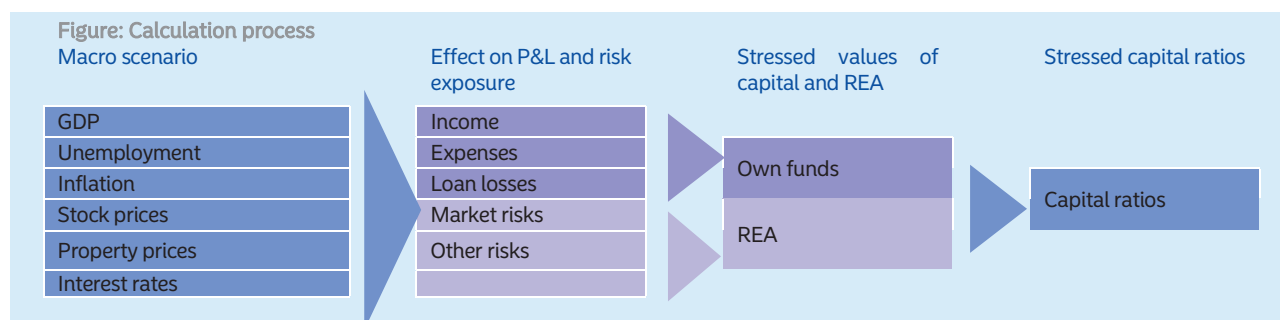 Figure: Calculation process
Macro scenario
Effect on P&L and risk
exposure
Stressed values of
capital and REA
Stressed capital ratios
GDP
Unemployment
Inflation
Stock prices
Property prices
Interest rates
Income
Expenses
Loan losses
Market risks
Other risks
Own funds
REA
Capital ratios